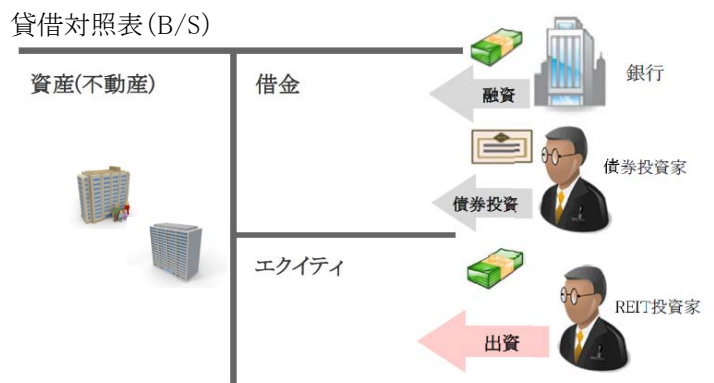 貸借対照表(B/S)
資産(不動産)
借金
融資
銀行
債券投資
債券投資家
エクイティ
出資
REIT投資家